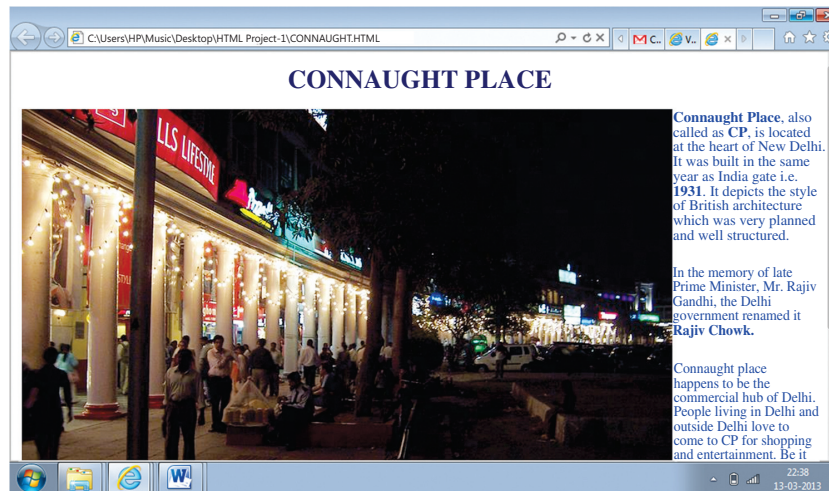 C:\Users\HP\Music\Desktop\HTML Project-1\CONNAUGHT.HTML
C..
V..
CONNAUGHT PLACE
LLS LIFESTYLE
Connaught Place, also
called as CP, is located
at the heart of New Delhi.
It was built in the same
year as India gate i.e.
1931. It depicts the style
of British architecture
which was very planned
and well structured.
In the memory of late
Prime Minister, Mr. Rajiv
Gandhi, the Delhi
government renamed it
Rajiv Chowk.
Connaught place
happens to be the
commercial hub of Delhi.
People living in Delhi and
outside Delhi love to
come to CP for shopping
and entertainment. Be it
22:38
13-03-2013